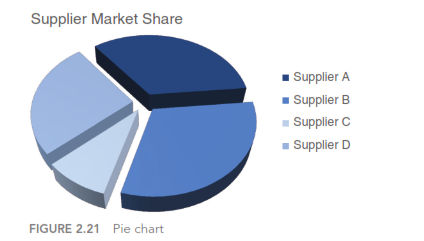 Supplier Market Share
Supplier A
Supplier B
Supplier C
Supplier D
FIGURE 2.21 Pie chart